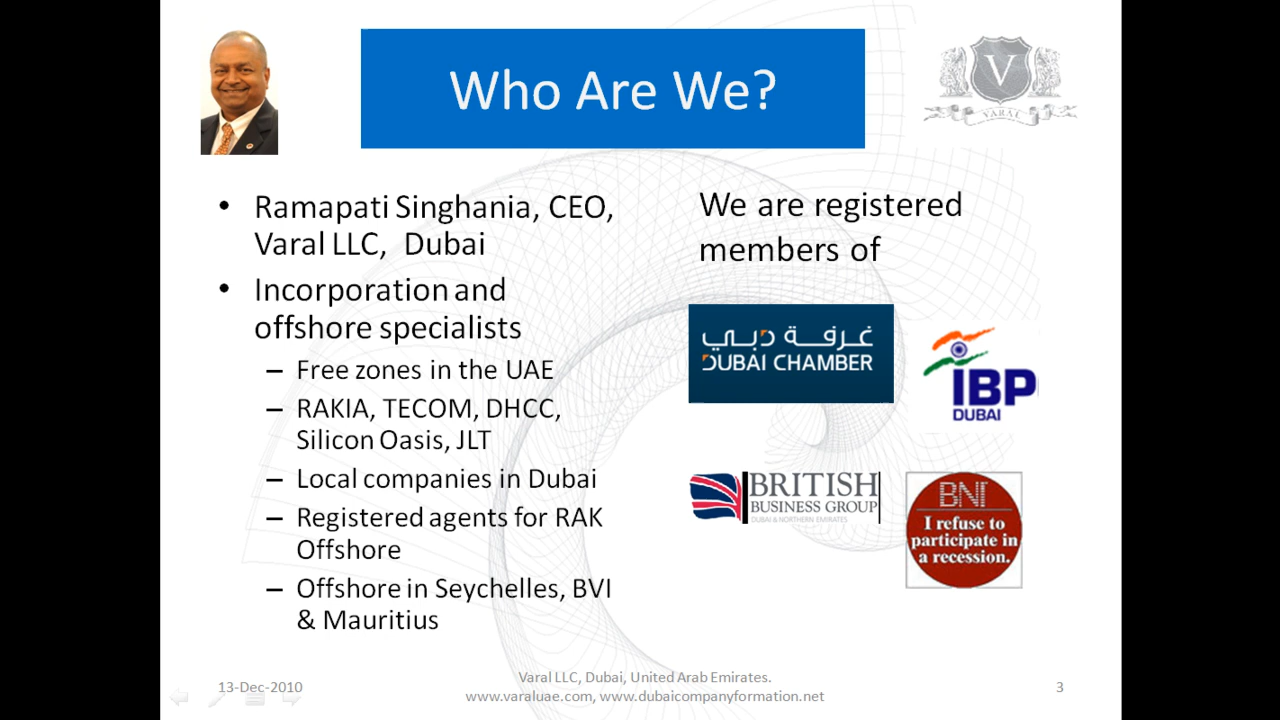 Who Are We?
V
VARAL
• Ramapati Singhania, CEO,
Varal LLC, Dubai
• Incorporation and
offshore specialists
– Free zones in the UAE
– RAKIA, TECOM, DHCC,
Silicon Oasis, JLT
– Local companies in Dubai
– Registered agents for RAK
Offshore
– Offshore in Seychelles, BVI
& Mauritius
We are registered
members of
غرفة دبي
DUBAI CHAMBER
IBP
DUBAI
BRITISH
BUSINESS GROUP
DUBAI & NORTHERN EMIRATES
BNI
I refuse to
participate in
a recession.
13-Dec-2010
Varal LLC, Dubai, United Arab Emirates.
www.varaluae.com, www.dubaicompanyformation.net
3